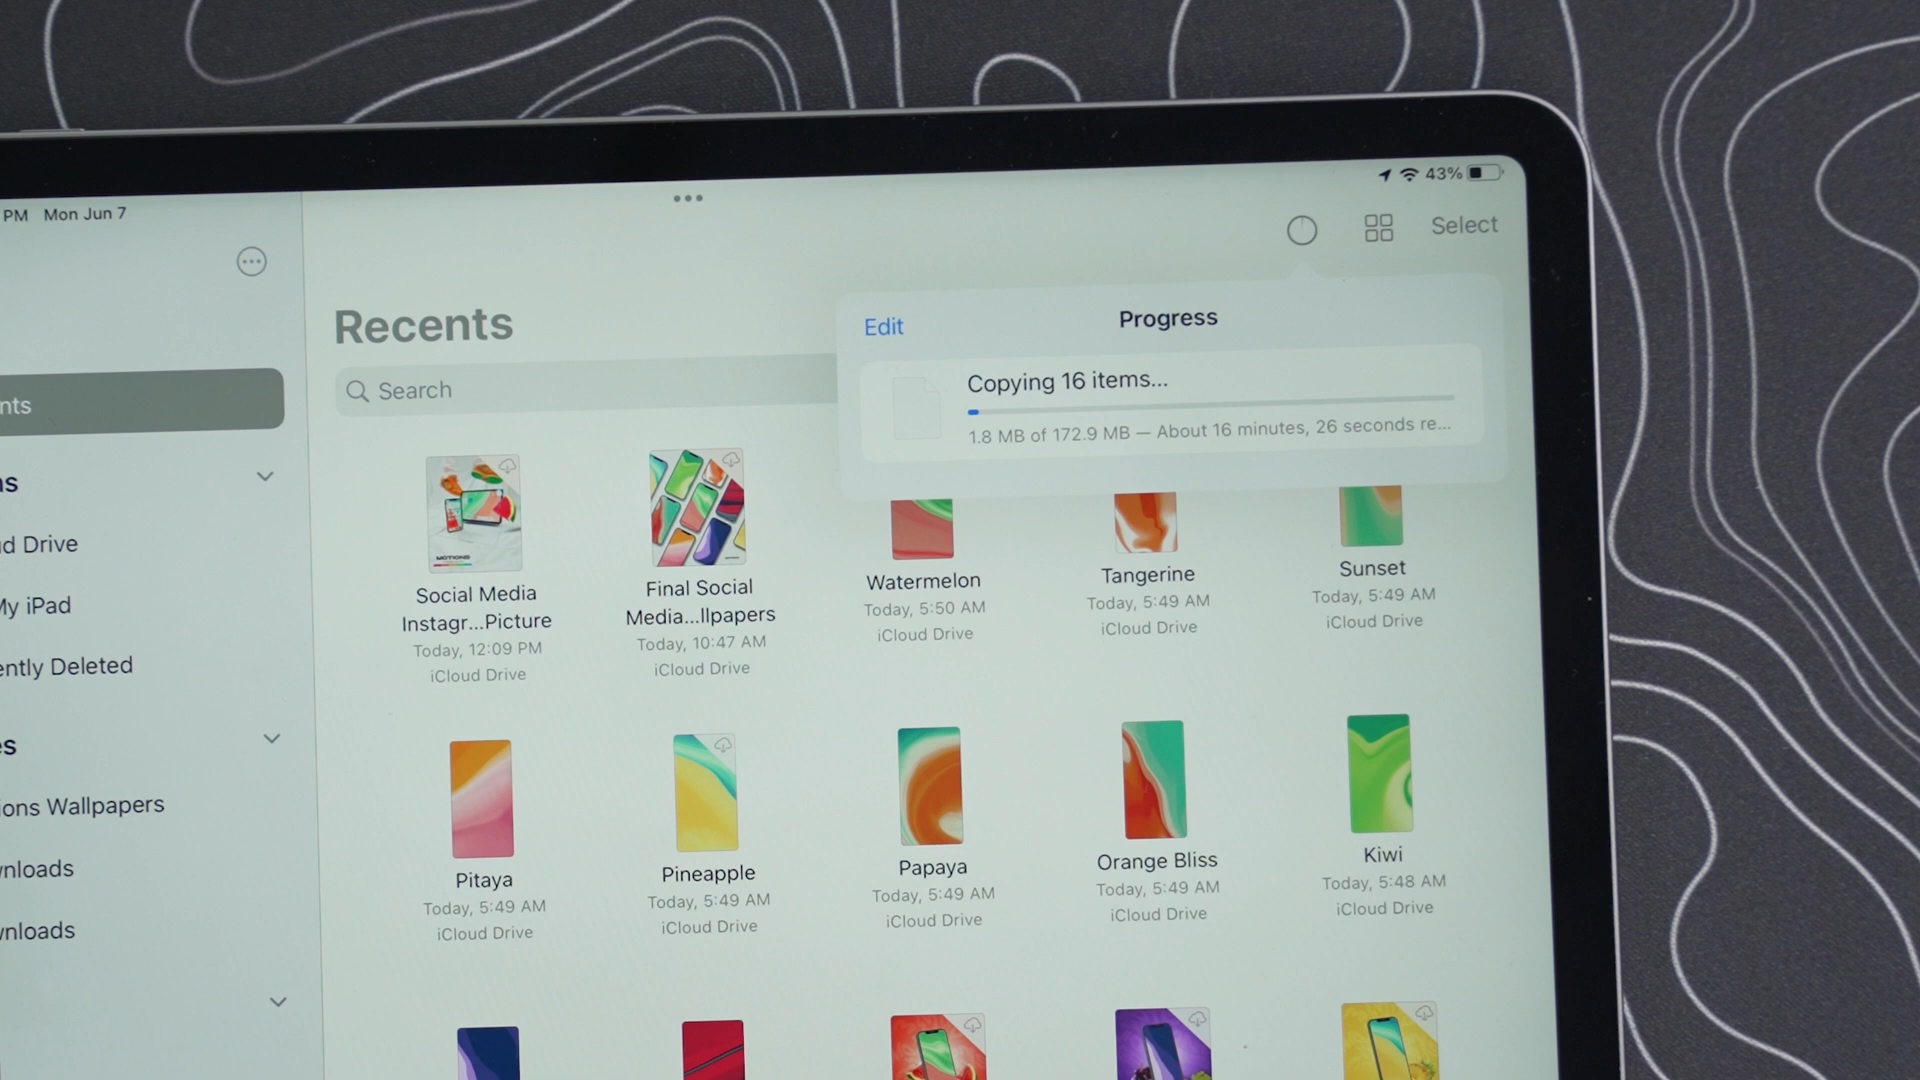 PM Mon Jun 7
43%
Select
Recents
Search
Edit
Progress
Copying 16 items...
1.8 MB of 172.9 MB — About 16 minutes, 26 seconds re...
nts
ns
d Drive
My iPad
ently Deleted
es
ions Wallpapers
wnloads
wnloads
MOTIONS
Social Media
Instagr...Picture
Today, 12:09 PM
iCloud Drive
Final Social
Media...llpapers
Today, 10:47 AM
iCloud Drive
Watermelon
Today, 5:50 AM
iCloud Drive
Tangerine
Today, 5:49 AM
iCloud Drive
Sunset
Today, 5:49 AM
iCloud Drive
Pitaya
Today, 5:49 AM
iCloud Drive
Pineapple
Today, 5:49 AM
iCloud Drive
Papaya
Today, 5:49 AM
iCloud Drive
Orange Bliss
Today, 5:49 AM
iCloud Drive
Kiwi
Today, 5:48 AM
iCloud Drive